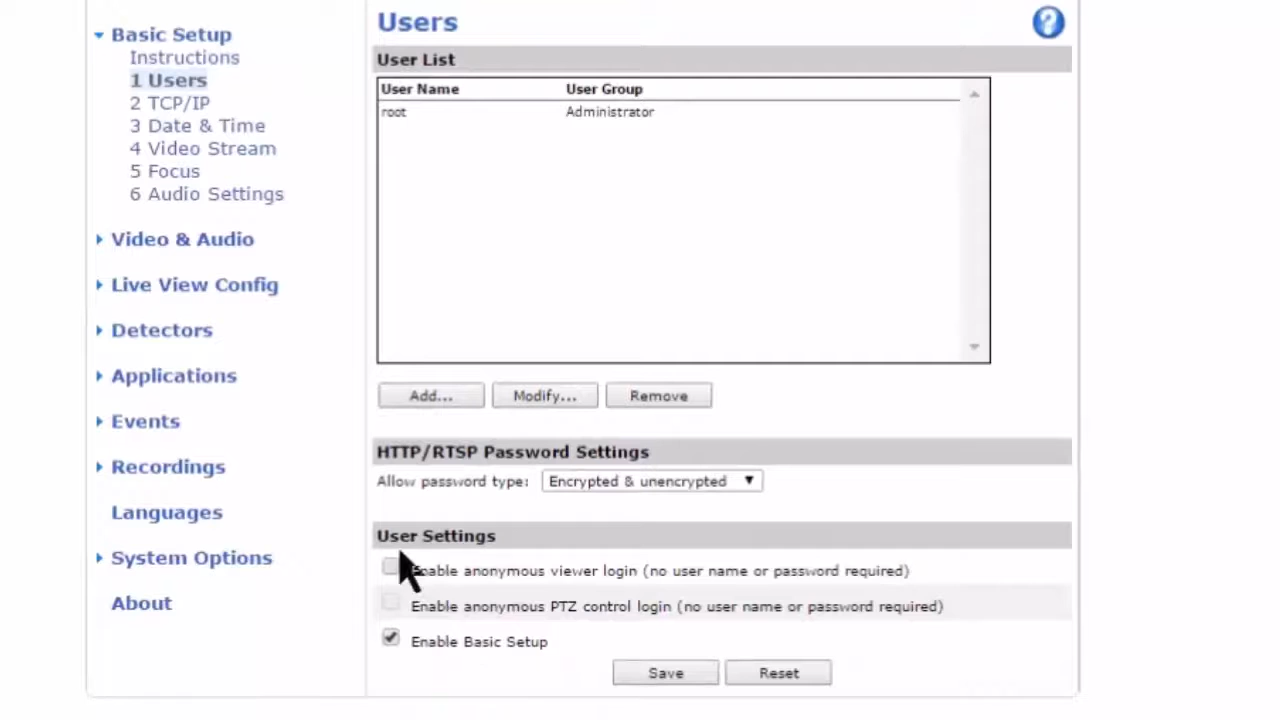 Basic Setup
Instructions
1 Users
2 TCP/IP
3 Date & Time
4 Video Stream
5 Focus
6 Audio Settings
Video & Audio
Live View Config
Detectors
Applications
Events
Recordings
Languages
System Options
About
Users
?
User List
User Name User Group
root Administrator
Add... Modify... Remove
HTTP/RTSP Password Settings
Allow password type: Encrypted & unencrypted
User Settings
Enable anonymous viewer login (no user name or password required)
Enable anonymous PTZ control login (no user name or password required)
Enable Basic Setup
Save Reset